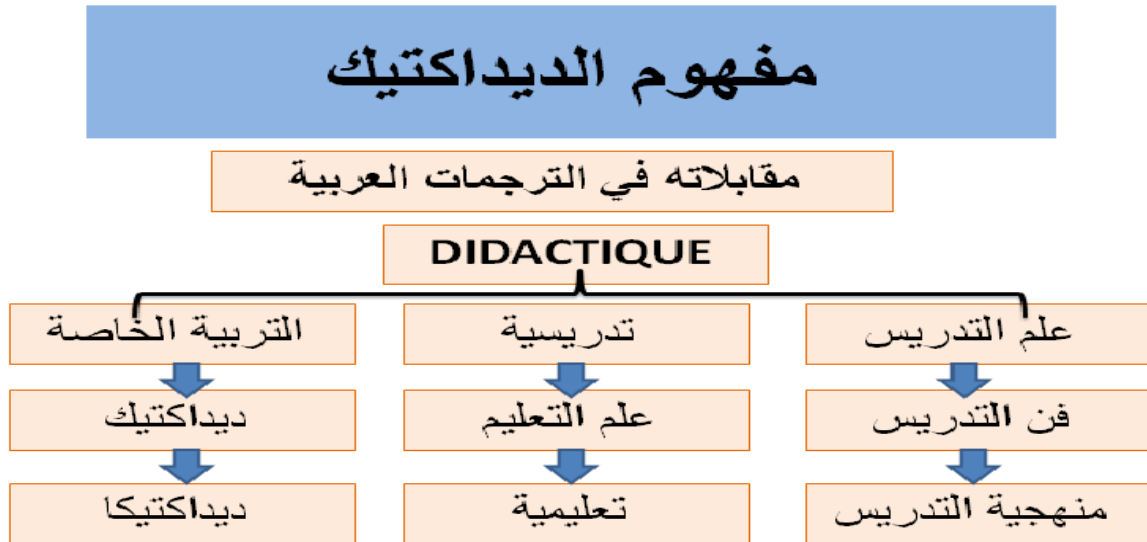 مفهوم الديداكتيك
مقابلاته في الترجمات العربية
DIDACTIQUE
علم التدريس
تدريسية
التربية الخاصة
فن التدريس
علم التعليم
ديداكتيك
منهجية التدريس
تعليمية
ديداكتيكا